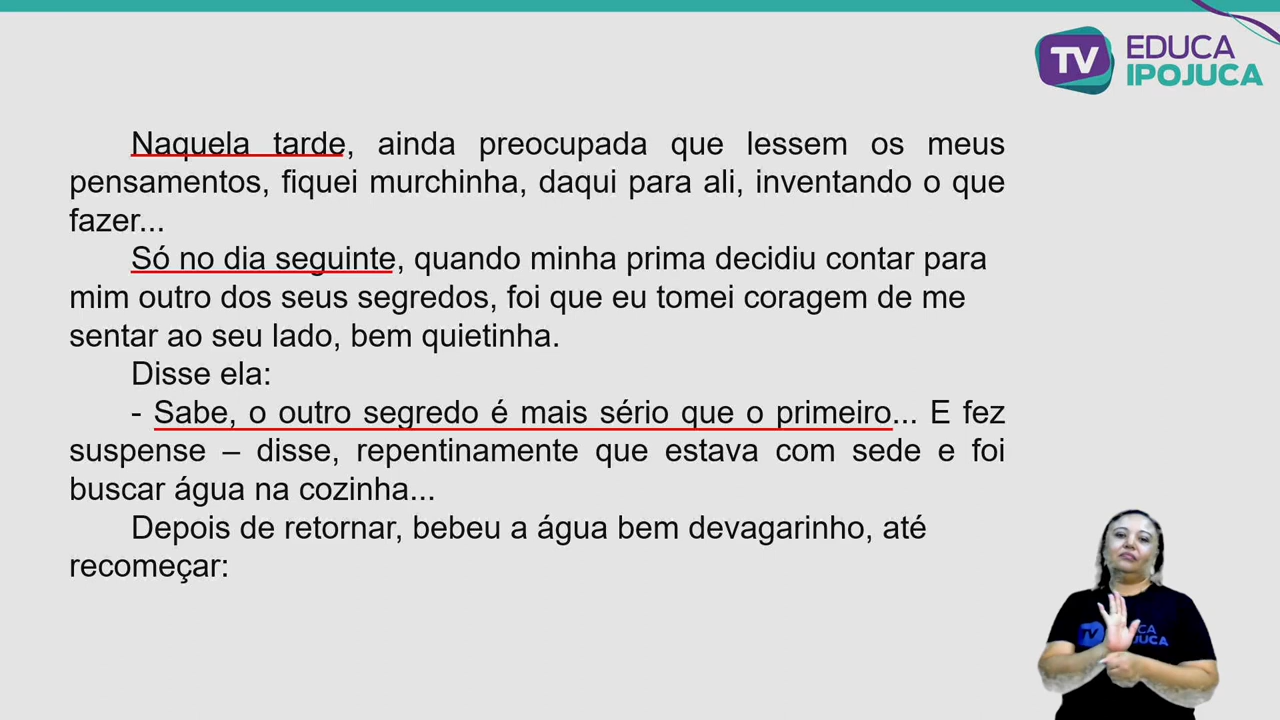 TV EDUCA
IPOJUCA
Naquela tarde, ainda preocupada que lessem os meus
pensamentos, fiquei murchinha, daqui para ali, inventando o que
fazer...
Só no dia seguinte, quando minha prima decidiu contar para
mim outro dos seus segredos, foi que eu tomei coragem de me
sentar ao seu lado, bem quietinha.
Disse ela:
- Sabe, o outro segredo é mais sério que o primeiro... E fez
suspense – disse, repentinamente que estava com sede e foi
buscar água na cozinha...
Depois de retornar, bebeu a água bem devagarinho, até
recomeçar:
TV